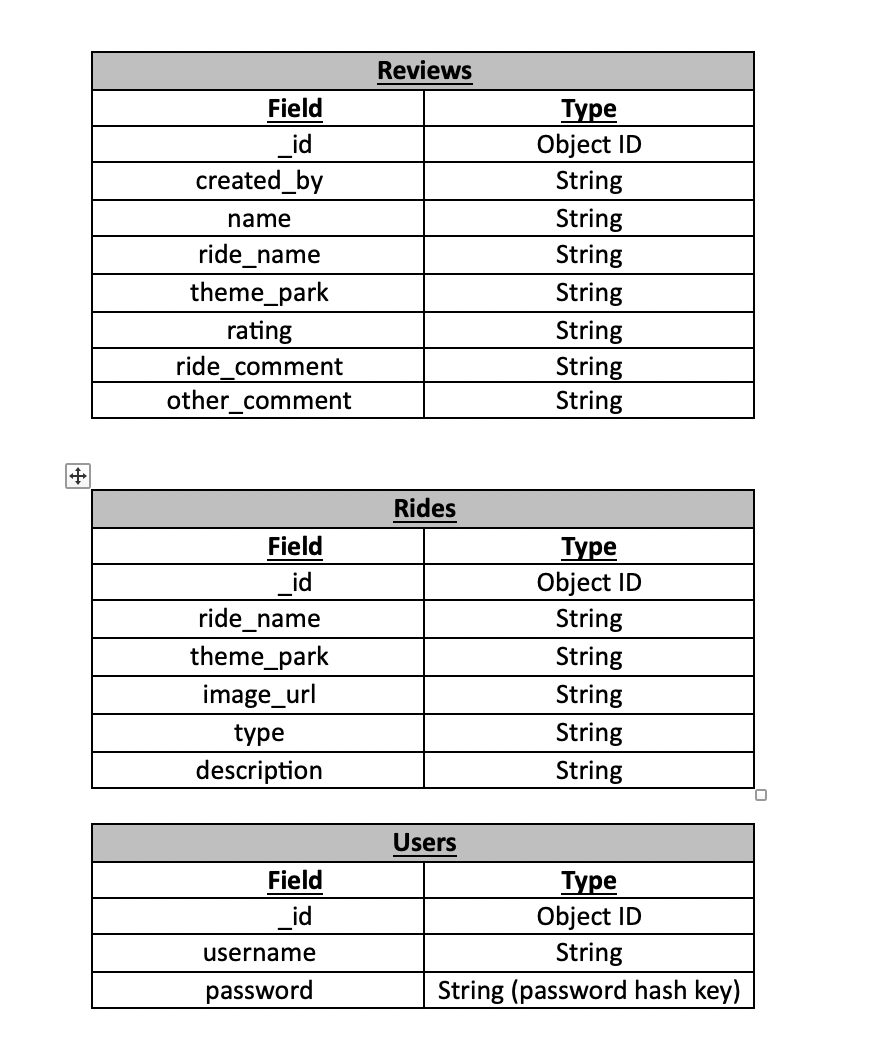 Reviews
Field Type
_id Object ID
created_by String
name String
ride_name String
theme_park String
rating String
ride_comment String
other_comment String
Rides
Field Type
_id Object ID
ride_name String
theme_park String
image_url String
type String
description String
Users
Field Type
_id Object ID
username String
password String (password hash key)